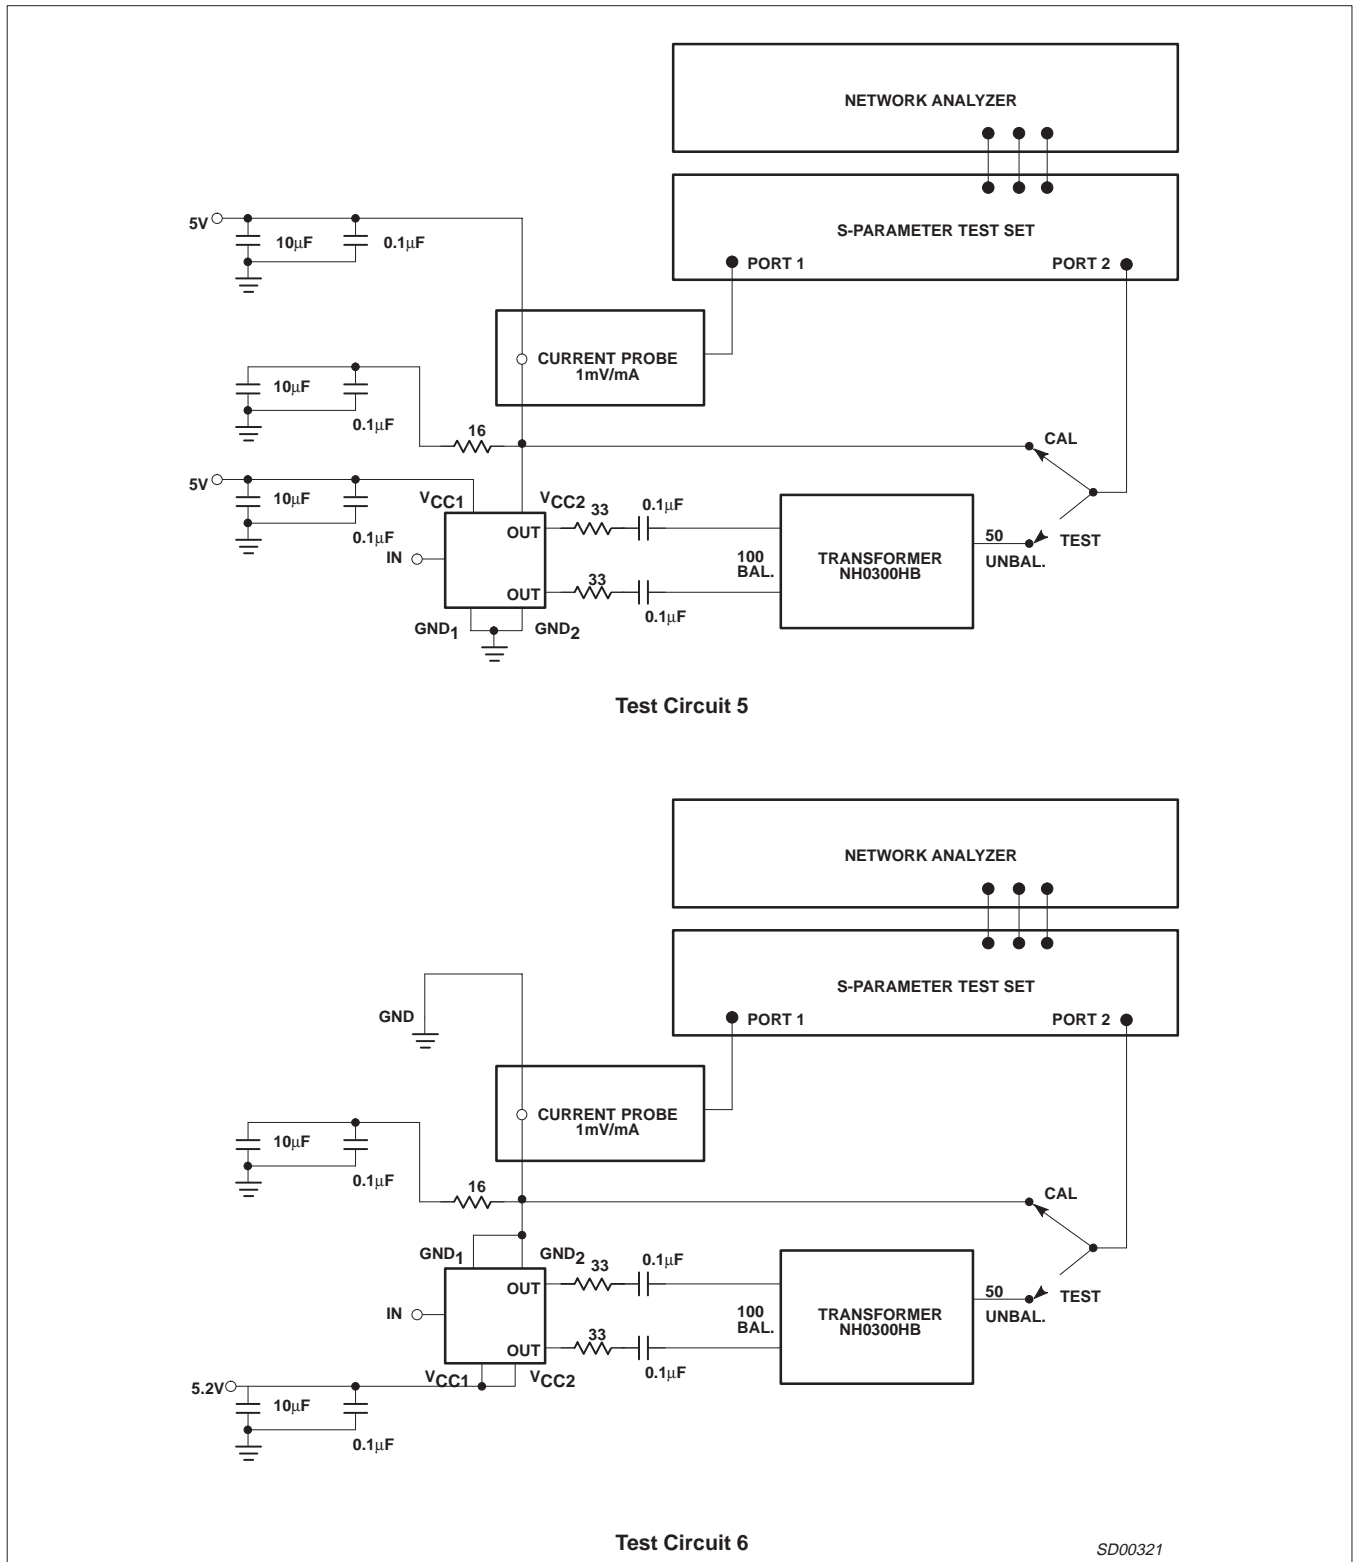 NETWORK ANALYZER
S-PARAMETER TEST SET
5V
10μF
0.1μF
PORT 1
PORT 2
CURRENT PROBE
1mV/mA
10μF
0.1μF
16
CAL
5V
10μF
0.1μF
VCC1
VCC2
33
0.1μF
OUT
IN
100
BAL.
TRANSFORMER
NH0300HB
50
UNBAL.
TEST
OUT
33
0.1μF
GND1
GND2
Test Circuit 5
NETWORK ANALYZER
S-PARAMETER TEST SET
GND
PORT 1
PORT 2
CURRENT PROBE
1mV/mA
10μF
0.1μF
16
CAL
GND1
GND2
33
0.1μF
OUT
IN
100
BAL.
TRANSFORMER
NH0300HB
50
UNBAL.
TEST
OUT
33
0.1μF
VCC1
VCC2
5.2V
10μF
0.1μF
Test Circuit 6
SD00321